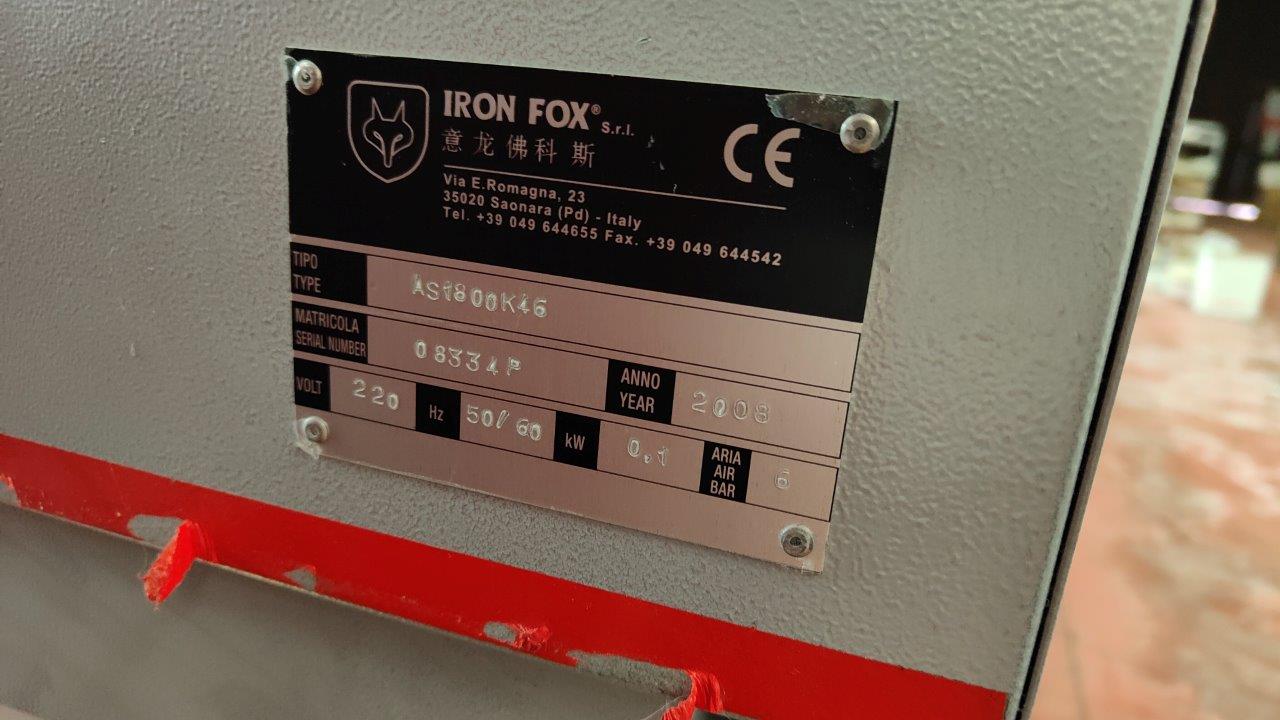 IRON FOX® S.r.l.
意龙佛科斯
CE
Via E.Romagna, 23
35020 Saonara (Pd) - Italy
Tel. +39 049 644655 Fax. +39 049 644542
TIPO
TYPE
AS1800K46
MATRICOLA
SERIAL NUMBER
08334P
ANNO
YEAR
2008
VOLT
220
Hz
50/60
kW
0,1
ARIA
AIR
BAR
6